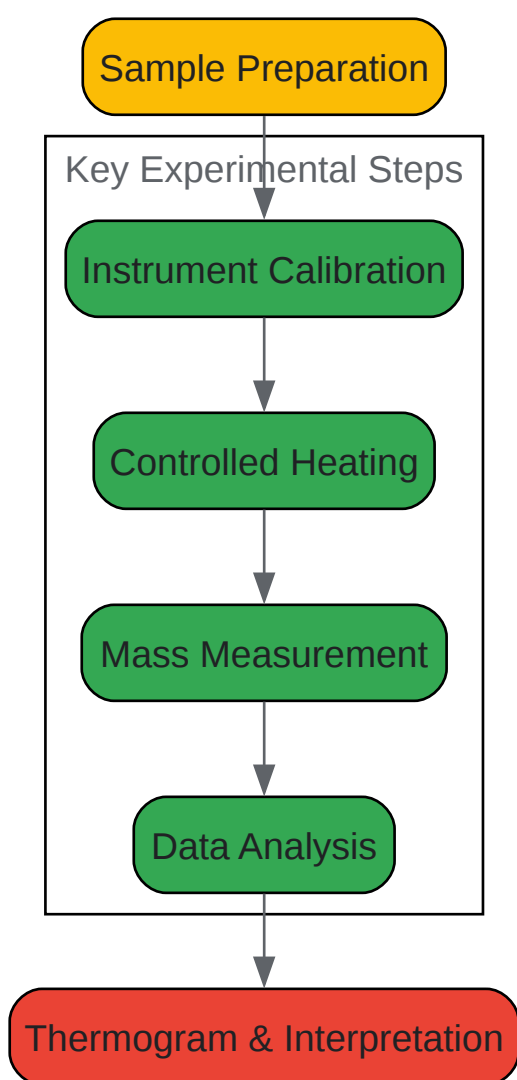 Sample Preparation
Key Experimental Steps
Instrument Calibration
Controlled Heating
Mass Measurement
Data Analysis
Thermogram & Interpretation